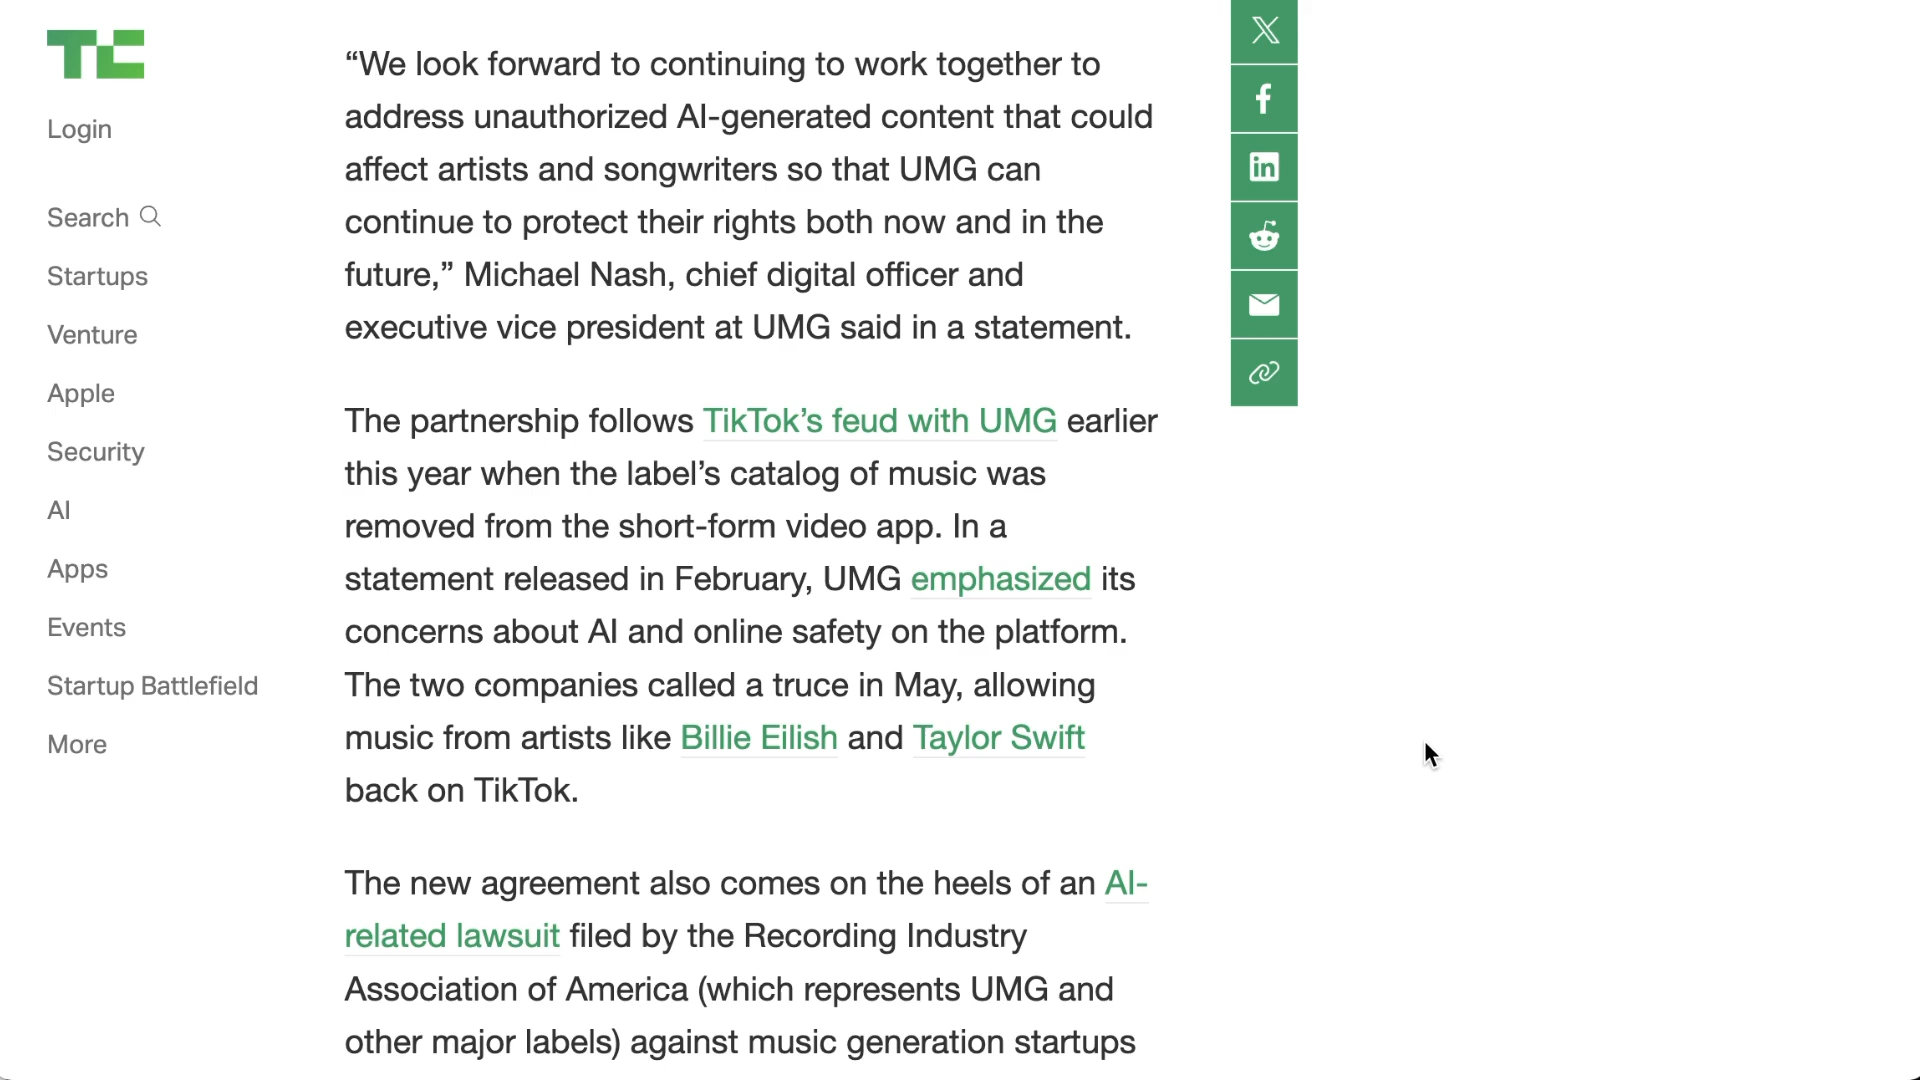 TC
Login
Search
Startups
Venture
Apple
Security
AI
Apps
Events
Startup Battlefield
More
“We look forward to continuing to work together to
address unauthorized AI-generated content that could
affect artists and songwriters so that UMG can
continue to protect their rights both now and in the
future,” Michael Nash, chief digital officer and
executive vice president at UMG said in a statement.
The partnership follows TikTok’s feud with UMG earlier
this year when the label’s catalog of music was
removed from the short-form video app. In a
statement released in February, UMG emphasized its
concerns about AI and online safety on the platform.
The two companies called a truce in May, allowing
music from artists like Billie Eilish and Taylor Swift
back on TikTok.
The new agreement also comes on the heels of an AI-
related lawsuit filed by the Recording Industry
Association of America (which represents UMG and
other major labels) against music generation startups
X
f
in